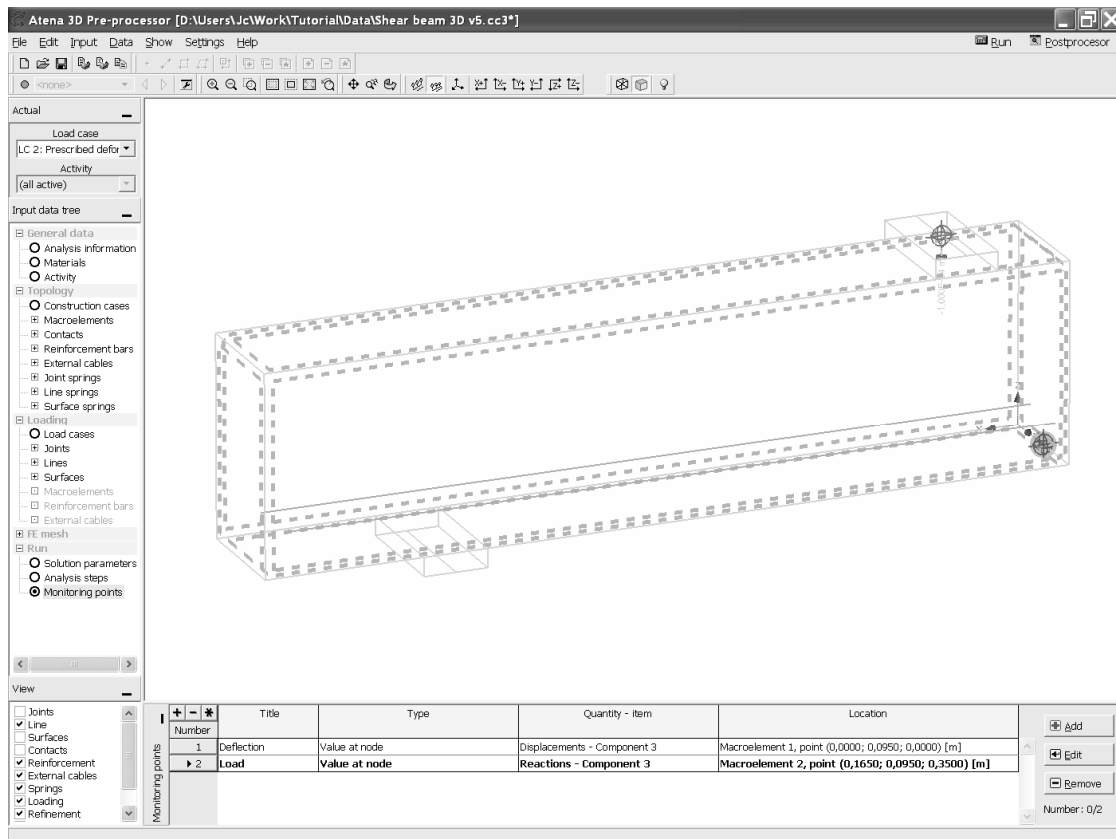 Atena 3D Pre-processor [D:\Users\Jc\Work\Tutorial\Data\Shear beam 3D v5.cc3*]
File Edit Input Data Show Settings Help Run Postprocesor
<none>
Actual
Load case
LC 2: Prescribed defor
Activity
(all active)
Input data tree
General data
Analysis information
Materials
Activity
Topology
Construction cases
Macroelements
Contacts
Reinforcement bars
External cables
Joint springs
Line springs
Surface springs
Loading
Load cases
Joints
Lines
Surfaces
Macroelements
Reinforcement bars
External cables
FE mesh
Run
Solution parameters
Analysis steps
Monitoring points
View
Joints
Line
Surfaces
Contacts
Reinforcement
External cables
Springs
Loading
Refinement
Monitoring points
Number Title Type Quantity - item Location
1 Deflection Value at node Displacements - Component 3 Macroelement 1, point (0,0000; 0,0950; 0,0000) [m]
2 Load Value at node Reactions - Component 3 Macroelement 2, point (0,1650; 0,0950; 0,3500) [m]
Add
Edit
Remove
Number: 0/2